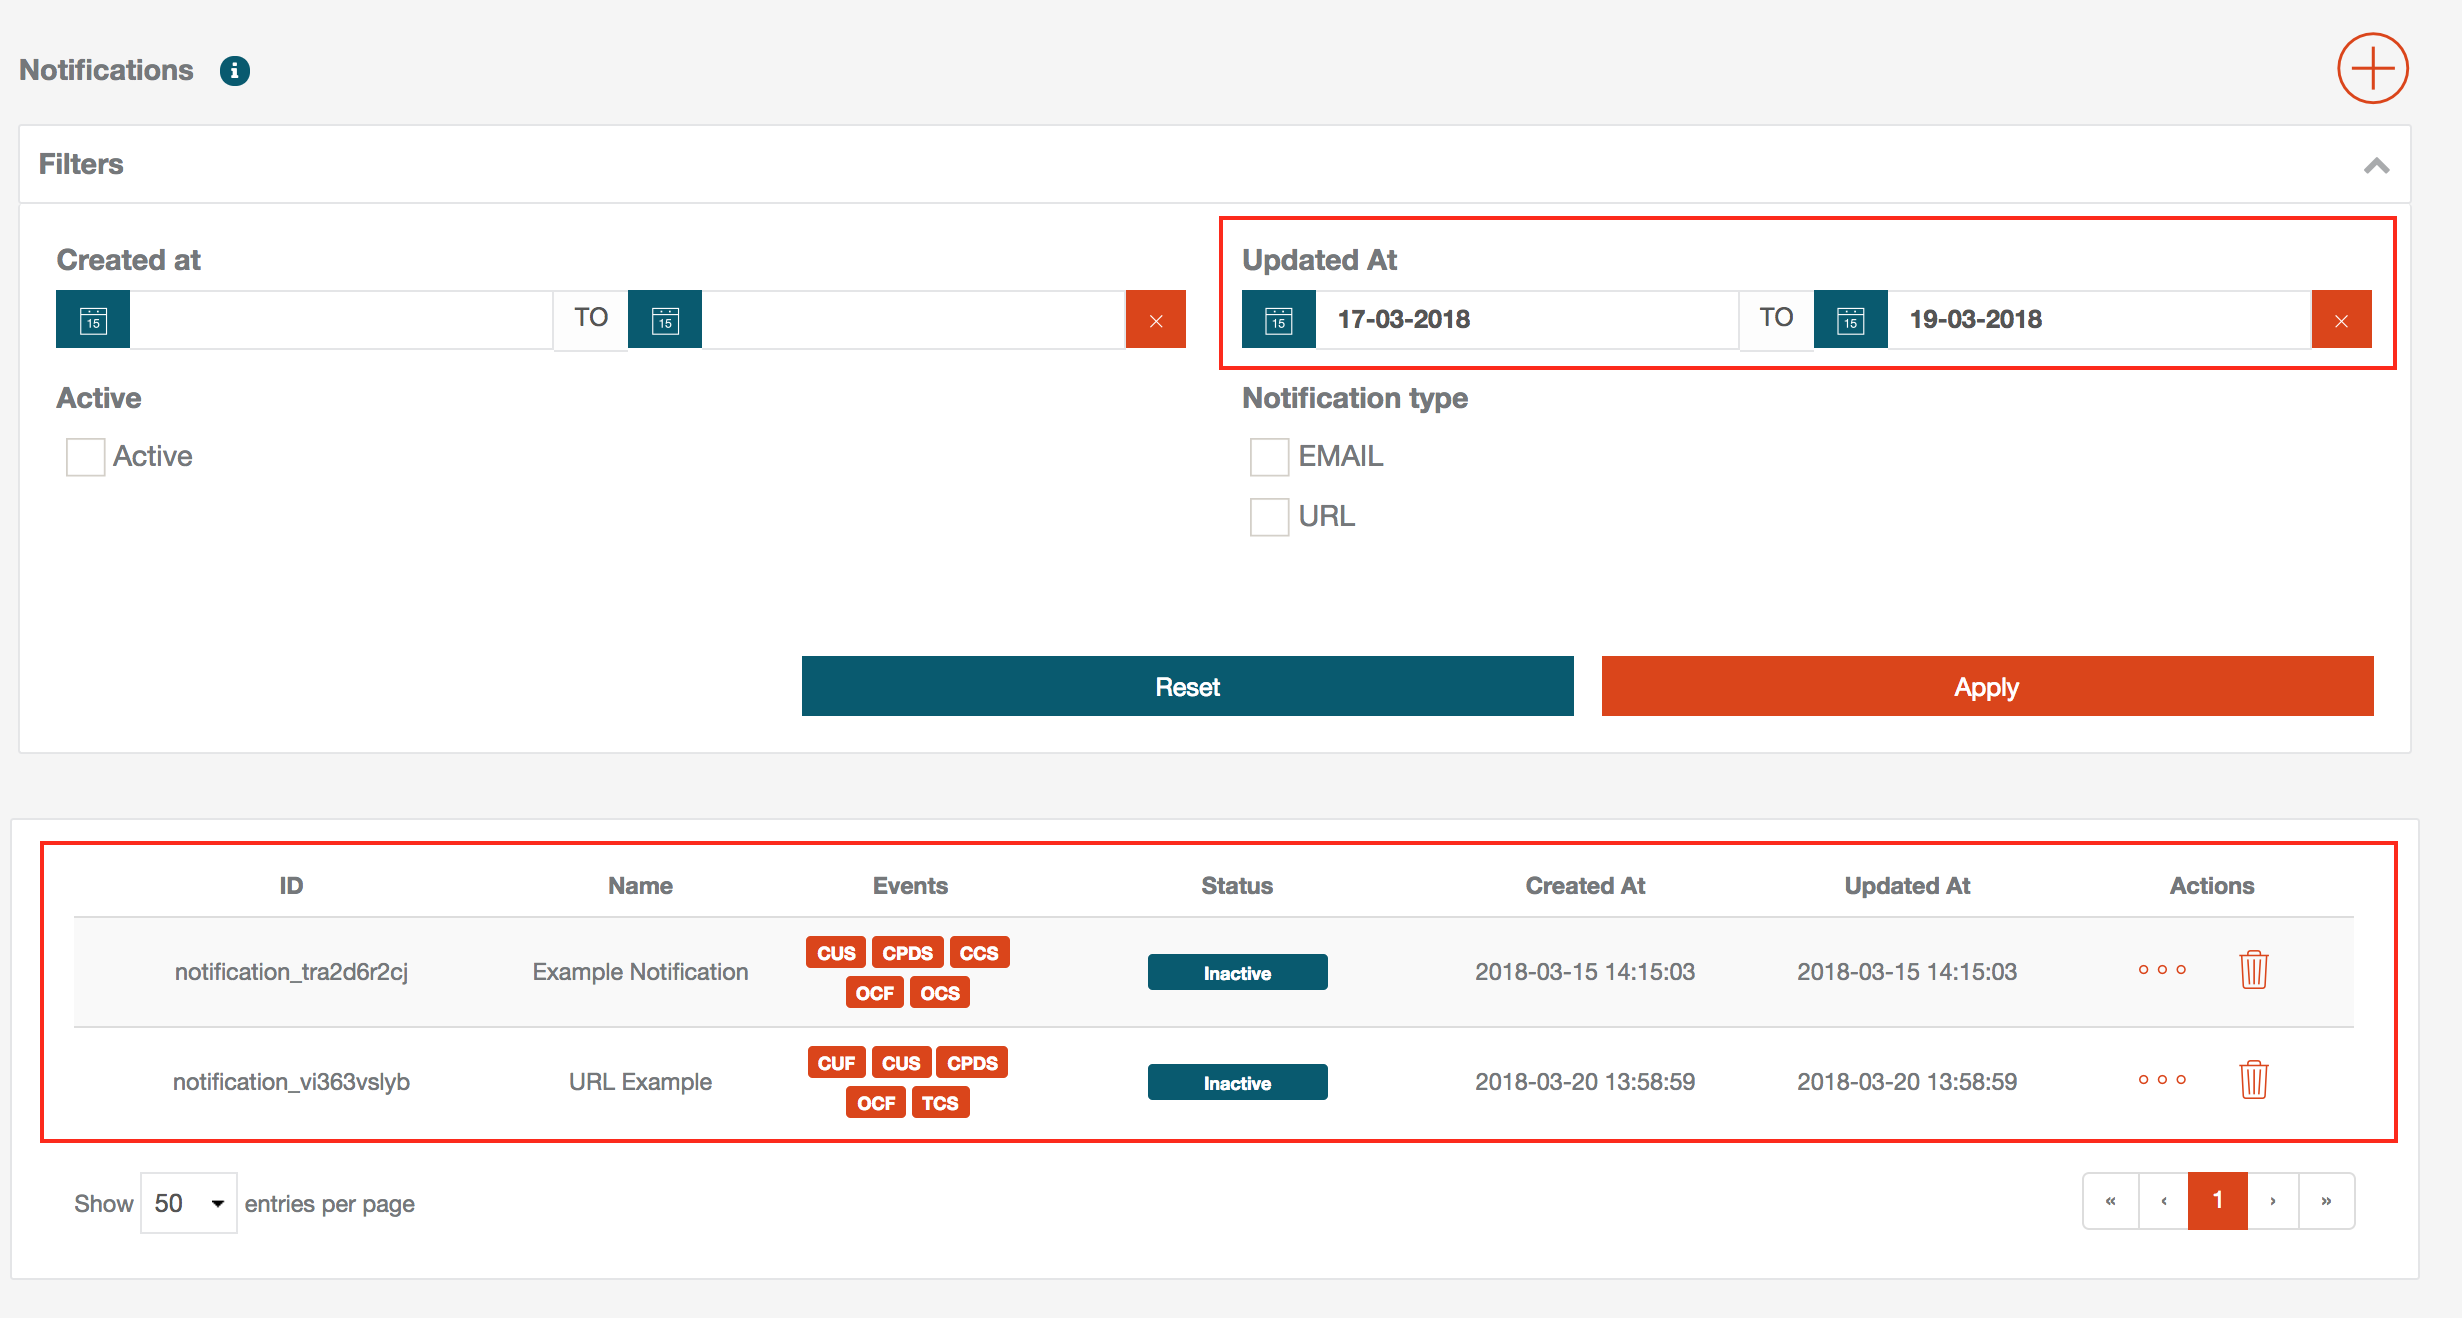 Notifications
Filters
Created at
Updated At
15 TO 15
15 17-03-2018 TO 15 19-03-2018
Active
Notification type
Active
EMAIL
URL
Reset Apply
ID Name Events Status Created At Updated At Actions
notification_tra2d6r2cj Example Notification CUS CPDS CCS OCF OCS Inactive 2018-03-15 14:15:03 2018-03-15 14:15:03
notification_vi363vslyb URL Example CUF CUS CPDS OCF TCS Inactive 2018-03-20 13:58:59 2018-03-20 13:58:59
Show 50 entries per page
« ‹ 1 › »